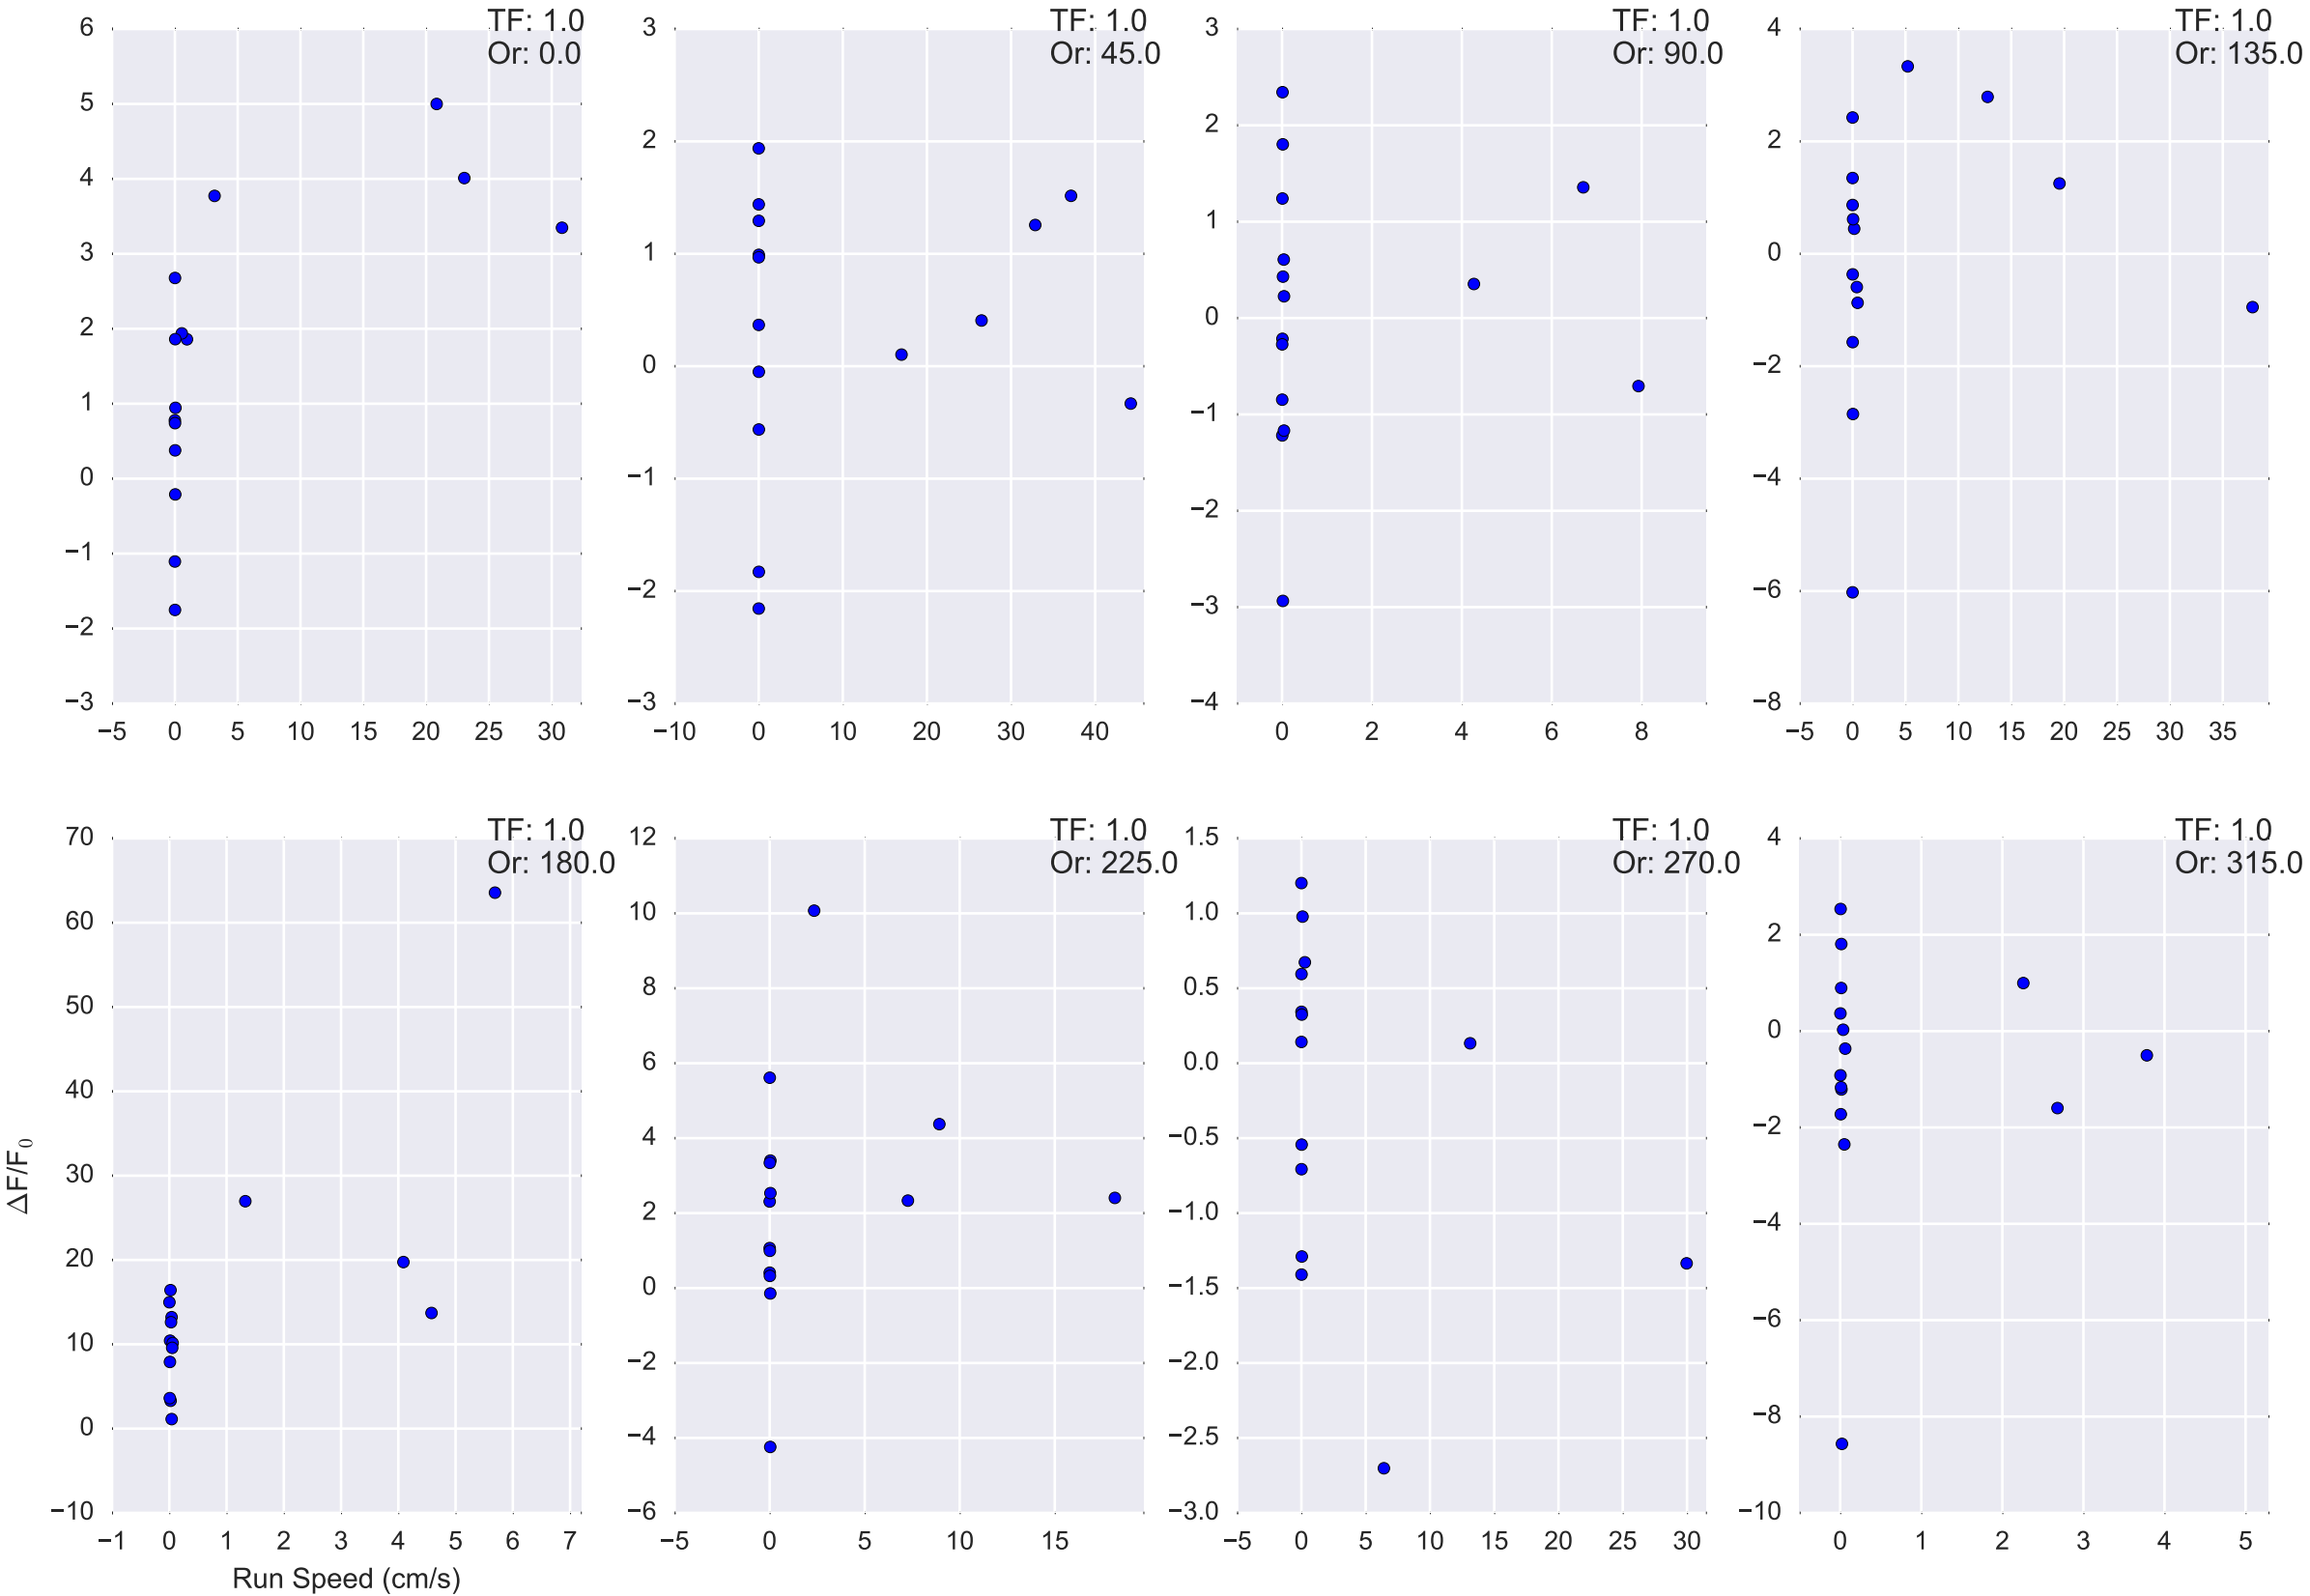 TF: 1.0
Or: 0.0
6
5
4
3
2
1
0
−1
−2
−3
−5 0 5 10 15 20 25 30
TF: 1.0
Or: 45.0
3
2
1
0
−1
−2
−3
−10 0 10 20 30 40
TF: 1.0
Or: 90.0
3
2
1
0
−1
−2
−3
−4
0 2 4 6 8
TF: 1.0
Or: 135.0
4
2
0
−2
−4
−6
−8
−5 0 5 10 15 20 25 30 35
TF: 1.0
Or: 180.0
70
60
50
40
30
20
10
0
−10
−1 0 1 2 3 4 5 6 7
Run Speed (cm/s)
ΔF/F₀
TF: 1.0
Or: 225.0
12
10
8
6
4
2
0
−2
−4
−6
−5 0 5 10 15
TF: 1.0
Or: 270.0
1.5
1.0
0.5
0.0
−0.5
−1.0
−1.5
−2.0
−2.5
−3.0
−5 0 5 10 15 20 25 30
TF: 1.0
Or: 315.0
4
2
0
−2
−4
−6
−8
−10
0 1 2 3 4 5